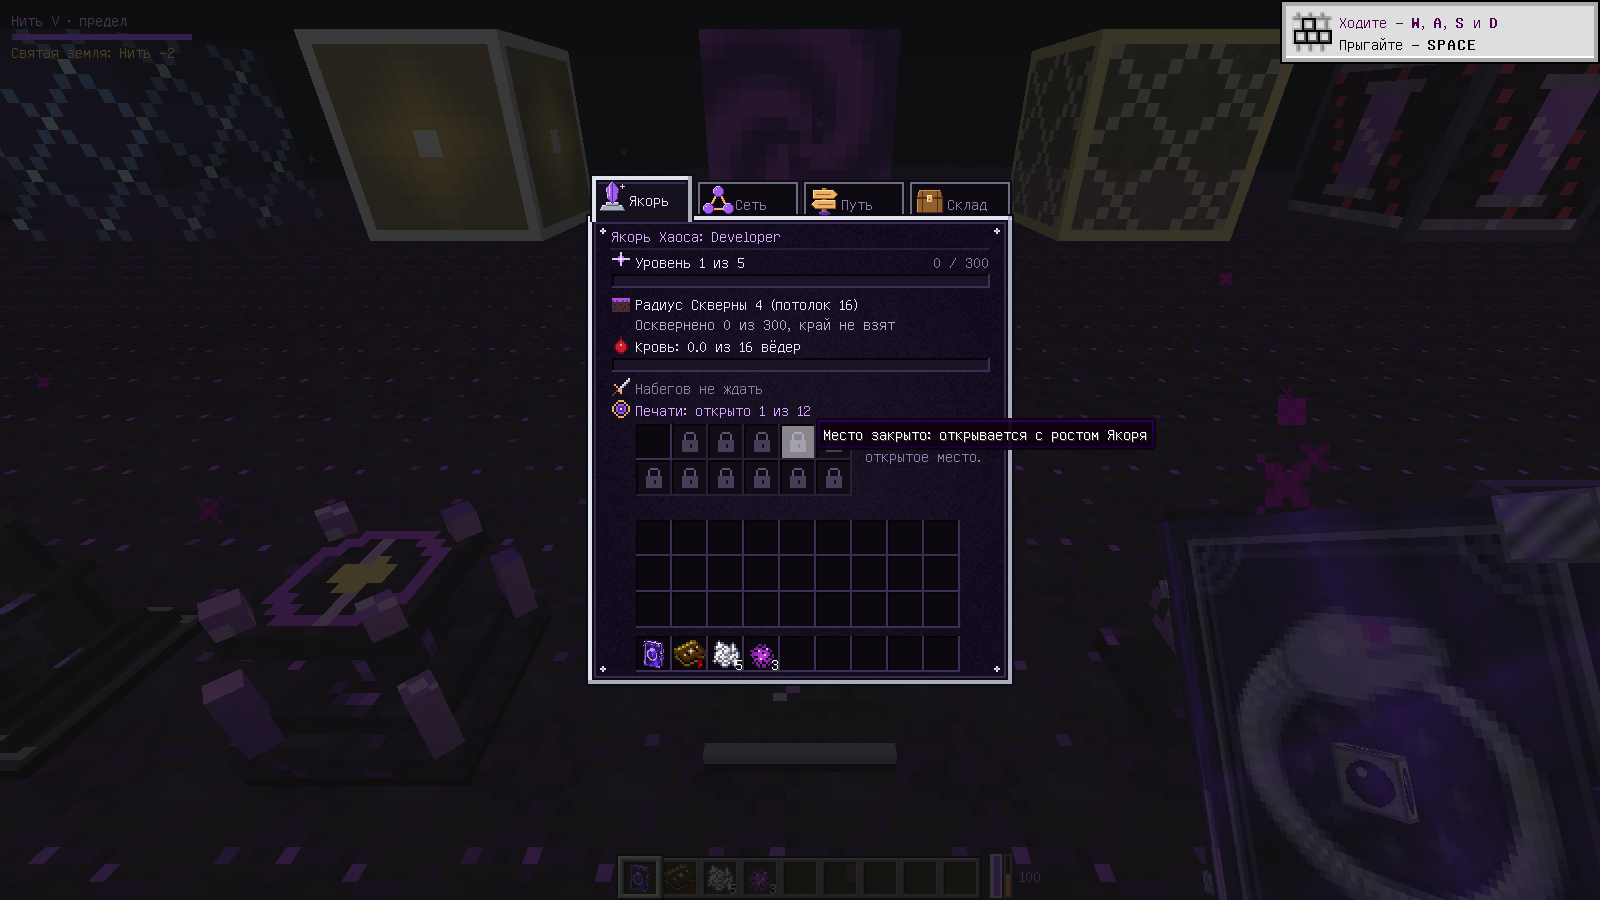 Нить V · предел
Святая земля: Нить -2
Ходите – W, A, S и D
Прыгайте – SPACE
Якорь
Сеть
Путь
Склад
Якорь Хаоса: Developer
Уровень 1 из 5
0 / 300
Радиус Скверны 4 (потолок 16)
Осквернено 0 из 300, край не взят
Кровь: 0.0 из 16 вёдер
Набегов не ждать
Печати: открыто 1 из 12
Место закрыто: открывается с ростом Якоря
открытое место.
5
3
5
3
100